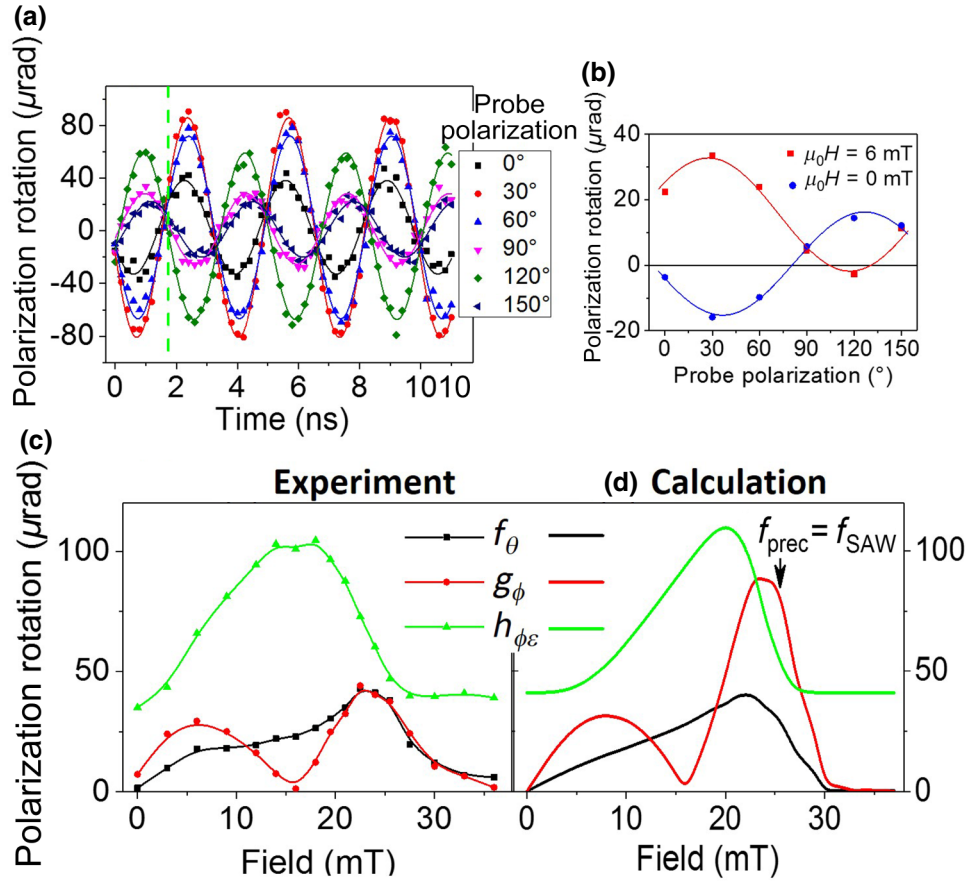 (a)
Polarization rotation (µrad)
80
40
0
-40
-80
0
2
4
6
8
10
10
Time (ns)
Probe
polarization
0°
30°
60°
90°
120°
150°
(b)
Polarization rotation (µrad)
40
20
10
0
-20
μ₀H = 6 mT
μ₀H = 0 mT
0
30
60
90
120
150
Probe polarization (°)
(c)
Experiment
Polarization rotation (µrad)
100
50
0
0
10
20
30
Field (mT)
fθ
gϕ
hϕε
(d) Calculation
fprec = fSAW
100
50
0
0
10
20
30
Field (mT)